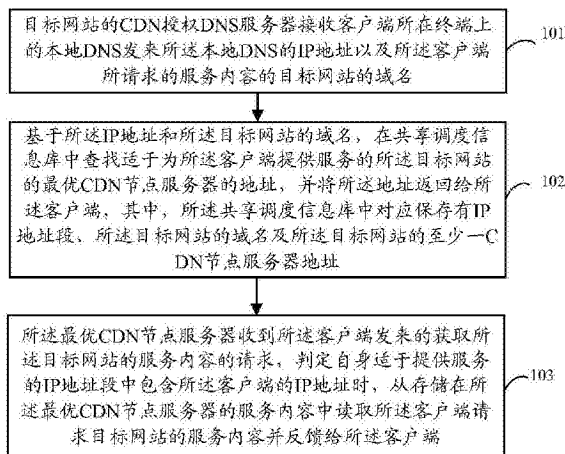 目标网站的CDN授权DNS服务器接收客户端所在终端上
的本地DNS发来所述本地DNS的IP地址以及所述客户端
所请求的服务内容的目标网站的域名
101
基于所述IP地址和所述目标网站的域名，在共享调度信
息库中查找适于为所述客户端提供服务的所述目标网站
的最优CDN节点服务器的地址，并将所述地址返回给所
述客户端，其中，所述共享调度信息库中对应保存有IP
地址段、所述目标网站的域名及所述目标网站的至少一C
DN节点服务器地址
102
所述最优CDN节点服务器收到所述客户端发来的获取所
述目标网站的服务内容的请求，判定自身适于提供服务
的IP地址段中包含所述客户端的IP地址时，从存储在所
述最优CDN节点服务器的服务内容中读取所述客户端请
求目标网站的服务内容并反馈给所述客户端
103